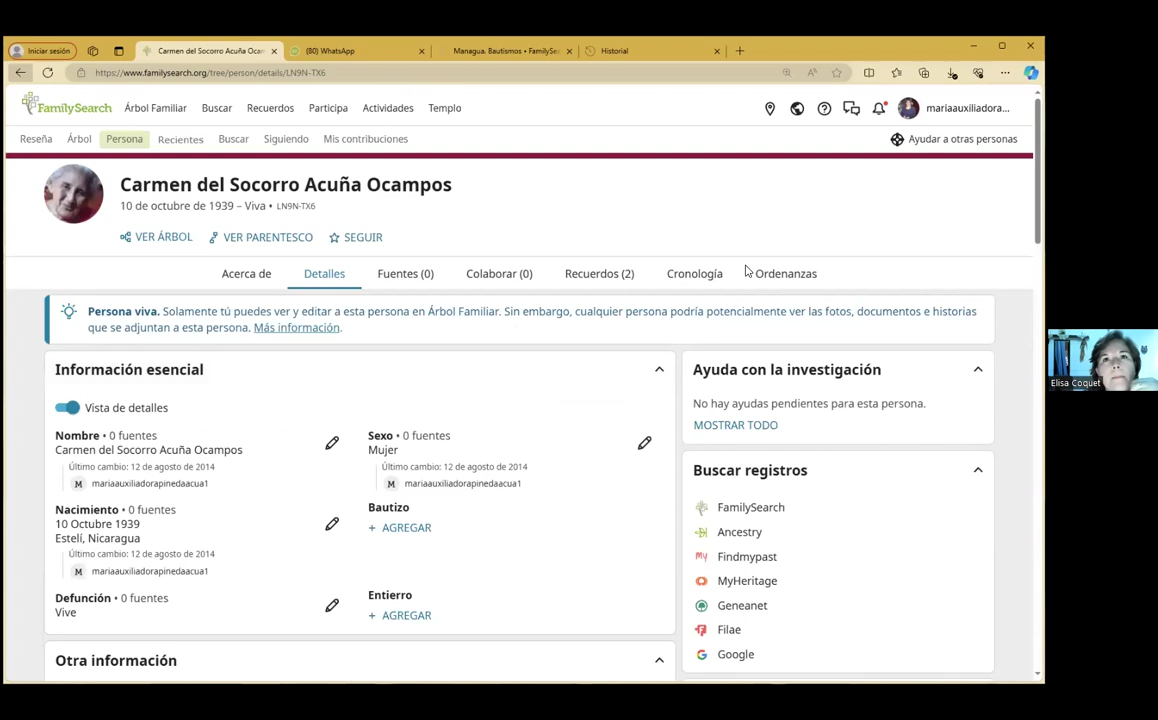 Iniciar sesión
Carmen del Socorro Acuña Ocam
(80) WhatsApp
Managua. Bautismos • FamilySe
Historial
https://www.familysearch.org/tree/person/details/LN9N-TX6
FamilySearch
Árbol Familiar
Buscar
Recuerdos
Participa
Actividades
Templo
mariaauxiliadora...
Reseña
Árbol
Persona
Recientes
Buscar
Siguiendo
Mis contribuciones
Ayudar a otras personas
Carmen del Socorro Acuña Ocampos
10 de octubre de 1939 – Viva • LN9N-TX6
VER ÁRBOL
VER PARENTESCO
SEGUIR
Acerca de
Detalles
Fuentes (0)
Colaborar (0)
Recuerdos (2)
Cronología
Ordenanzas
Persona viva. Solamente tú puedes ver y editar a esta persona en Árbol Familiar. Sin embargo, cualquier persona podría potencialmente ver las fotos, documentos e historias
que se adjuntan a esta persona. Más información.
Información esencial
Vista de detalles
Nombre • 0 fuentes
Carmen del Socorro Acuña Ocampos
Último cambio: 12 de agosto de 2014
M mariaauxiliadorapinedaacua1
Sexo • 0 fuentes
Mujer
Último cambio: 12 de agosto de 2014
M mariaauxiliadorapinedaacua1
Nacimiento • 0 fuentes
10 Octubre 1939
Estelí, Nicaragua
Último cambio: 12 de agosto de 2014
M mariaauxiliadorapinedaacua1
Bautizo
+ AGREGAR
Defunción • 0 fuentes
Vive
Entierro
+ AGREGAR
Otra información
Ayuda con la investigación
No hay ayudas pendientes para esta persona.
MOSTRAR TODO
Buscar registros
FamilySearch
Ancestry
my Findmypast
MyHeritage
Geneanet
Filae
Google
Elisa Coquet